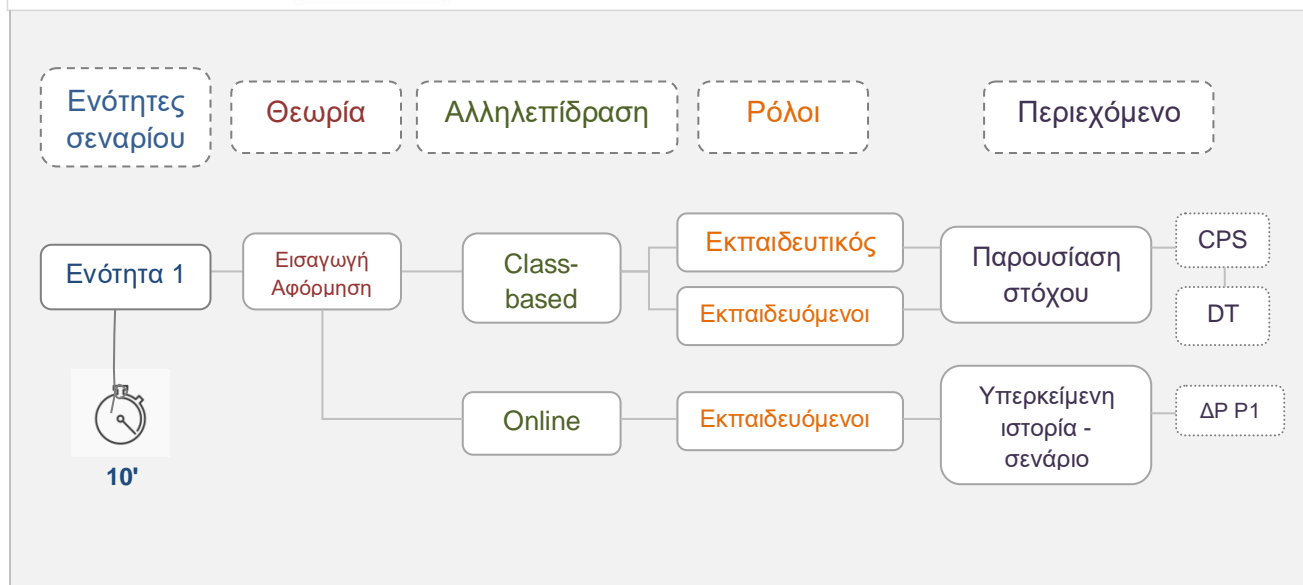 Ενότητες
σεναρίου
Θεωρία
Αλληλεπίδραση
Ρόλοι
Περιεχόμενο
Ενότητα 1
Εισαγωγή
Αφόρμηση
Class-
based
Εκπαιδευτικός
Εκπαιδευόμενοι
Παρουσίαση
στόχου
CPS
DT
Online
Εκπαιδευόμενοι
Υπερκείμενη
ιστορία -
σενάριο
ΔΡ Ρ1
10'